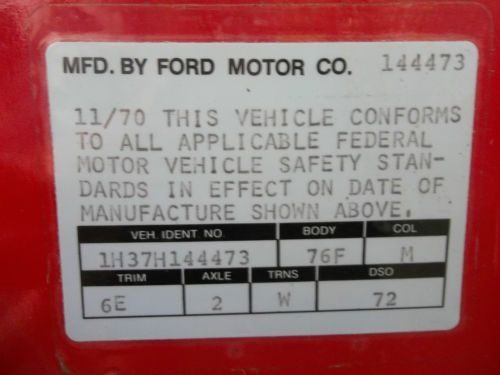 MFD. BY FORD MOTOR CO. 144473
11/70 THIS VEHICLE CONFORMS
TO ALL APPLICABLE FEDERAL
MOTOR VEHICLE SAFETY STAN-
DARDS IN EFFECT ON DATE OF
MANUFACTURE SHOWN ABOVE.
VEH. IDENT NO. BODY COL
1H37H144473 76F M
TRIM AXLE TRNS DSO
6E 2 W 72